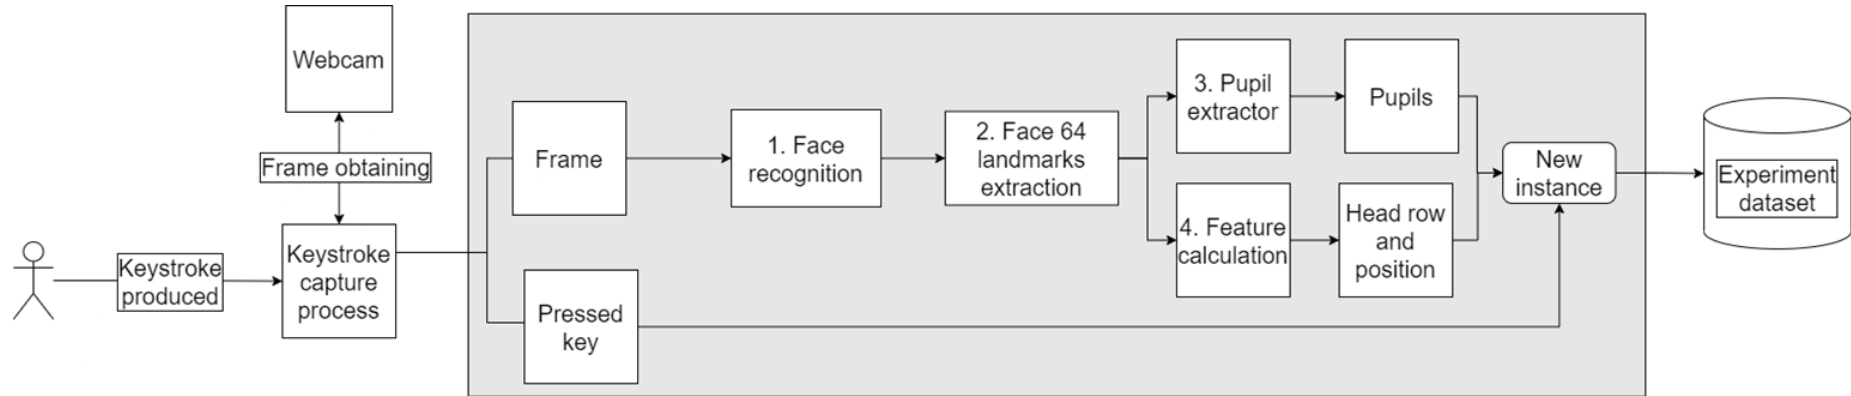 Webcam
Frame obtaining
Keystroke
produced
Keystroke
capture
process
Frame
Pressed
key
1. Face
recognition
2. Face 64
landmarks
extraction
3. Pupil
extractor
Pupils
4. Feature
calculation
Head row
and
position
New
instance
Experiment
dataset